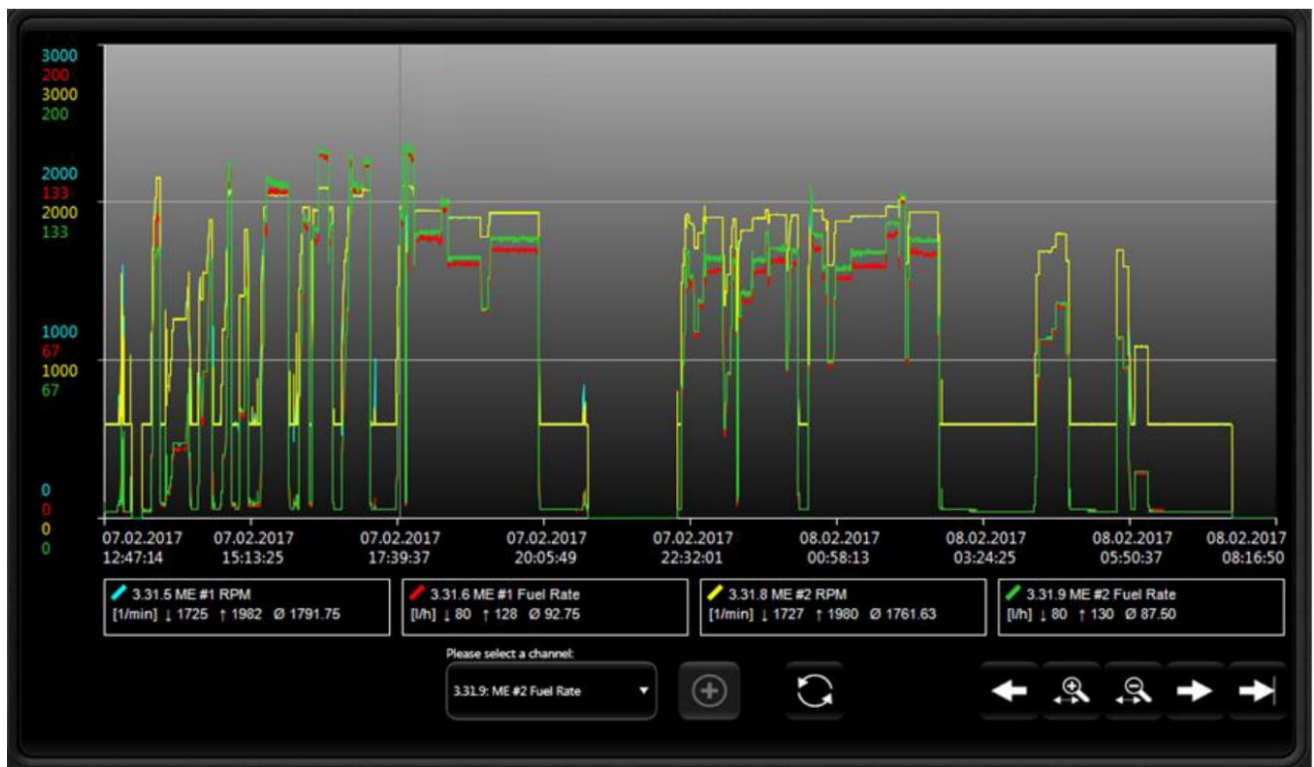 3000
200
3000
200
2000
133
2000
133
1000
67
1000
67
0
0
0
0
07.02.2017 07.02.2017 07.02.2017 07.02.2017 07.02.2017 08.02.2017 08.02.2017 08.02.2017 08.02.2017
12:47:14 15:13:25 17:39:37 20:05:49 22:32:01 00:58:13 03:24:25 05:50:37 08:16:50
3.31.5 ME #1 RPM
[1/min] ↓ 1725 ↑ 1982 Ø 1791.75
3.31.6 ME #1 Fuel Rate
[l/h] ↓ 80 ↑ 128 Ø 92.75
3.31.8 ME #2 RPM
[1/min] ↓ 1727 ↑ 1980 Ø 1761.63
3.31.9 ME #2 Fuel Rate
[l/h] ↓ 80 ↑ 130 Ø 87.50
Please select a channel:
3.31.9: ME #2 Fuel Rate